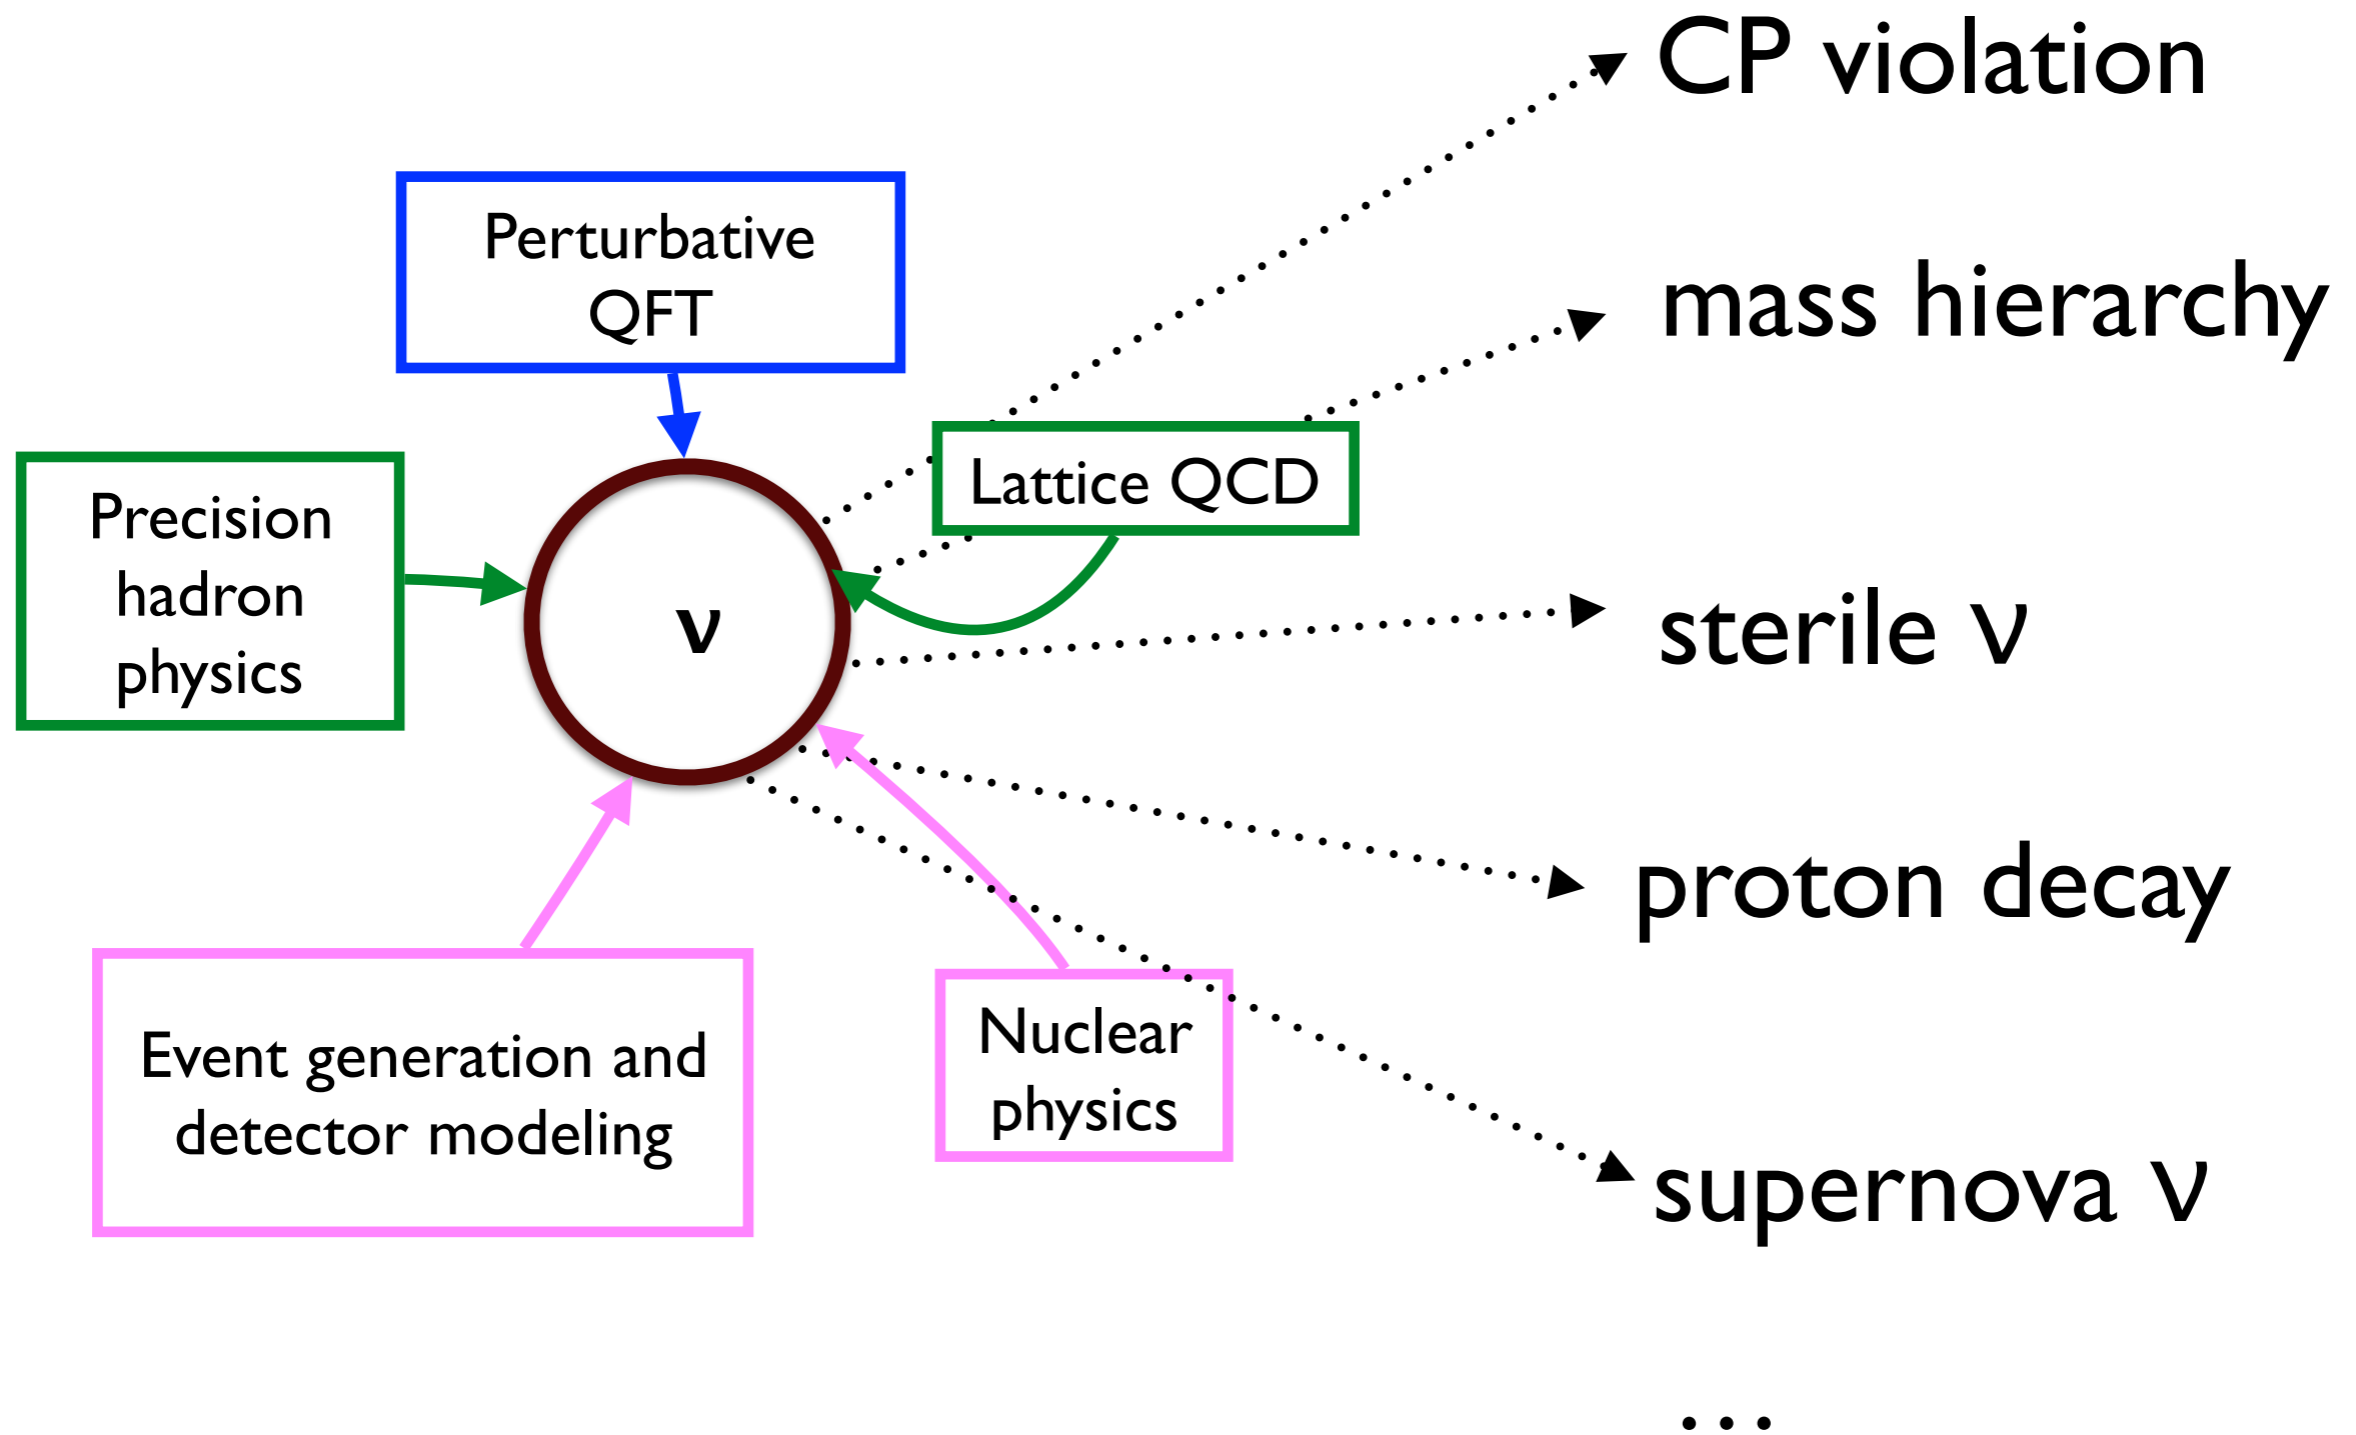 CP violation
Perturbative
QFT
mass hierarchy
Lattice QCD
Precision
hadron
physics
ν
sterile ν
proton decay
Event generation and
detector modeling
Nuclear
physics
supernova ν
...